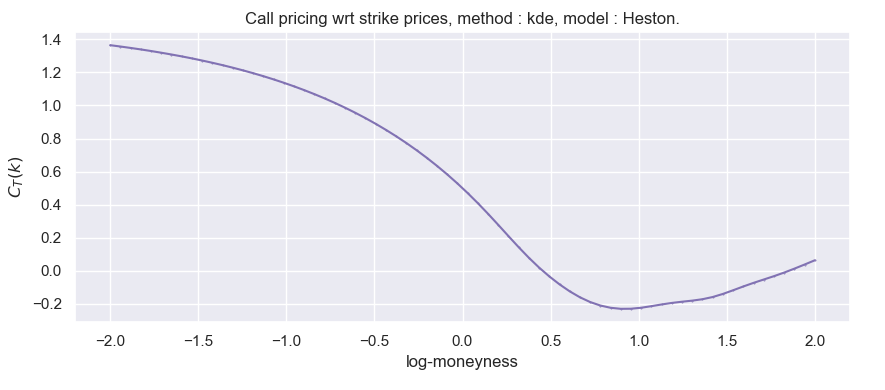 Call pricing wrt strike prices, method : kde, model : Heston.
1.4
1.2
1.0
0.8
0.6
0.4
0.2
0.0
−0.2
C_T(k)
−2.0 −1.5 −1.0 −0.5 0.0 0.5 1.0 1.5 2.0
log-moneyness